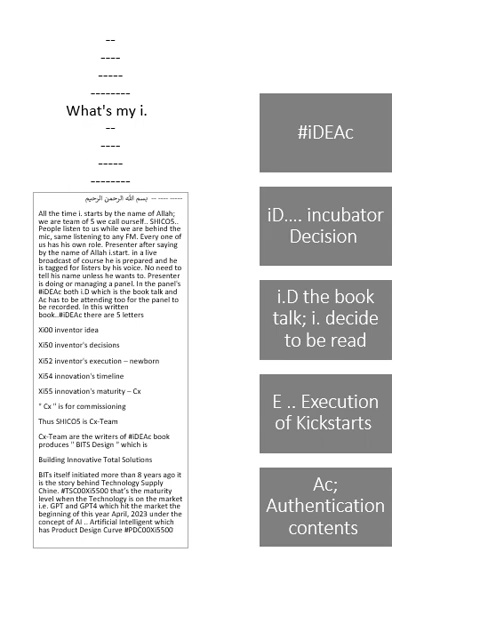 --
----
-----
--------
What's my i.
--
----
-----
--------
بسم الله الرحمن الرحيم -- ---- -----
All the time i. starts by the name of Allah;
we are team of 5 we call ourself.. SHICO5..
People listen to us while we are behind the
mic, same listening to any FM. Every one of
us has his own role. Presenter after saying
by the name of Allah i.start. in a live
broadcast of course he is prepared and he
is tagged for listers by his voice. No need to
tell his name unless he wants to. Presenter
is doing or managing a panel. In the panel's
#iDEAc both i.D which is the book talk and
Ac has to be attending too for the panel to
be recorded. In this written
book..#iDEAc there are 5 letters
Xi00 inventor idea
Xi50 inventor's decisions
Xi52 inventor's execution – newborn
Xi54 innovation's timeline
Xi55 innovation's maturity – Cx
" Cx " is for commissioning
Thus SHICO5 is Cx-Team
Cx-Team are the writers of #iDEAc book
produces " BITS Design " which is
Building Innovative Total Solutions
BITs itself initiated more than 8 years ago it
is the story behind Technology Supply
Chine. #TSC00Xi5500 that's the maturity
level when the Technology is on the market
i.e. GPT and GPT4 which hit the market the
beginning of this year April, 2023 under the
concept of AI .. Artificial Intelligent which
has Product Design Curve #PDC00Xi5500
#iDEAc
iD.... incubator
Decision
i.D the book
talk; i. decide
to be read
E .. Execution
of Kickstarts
Ac;
Authentication
contents